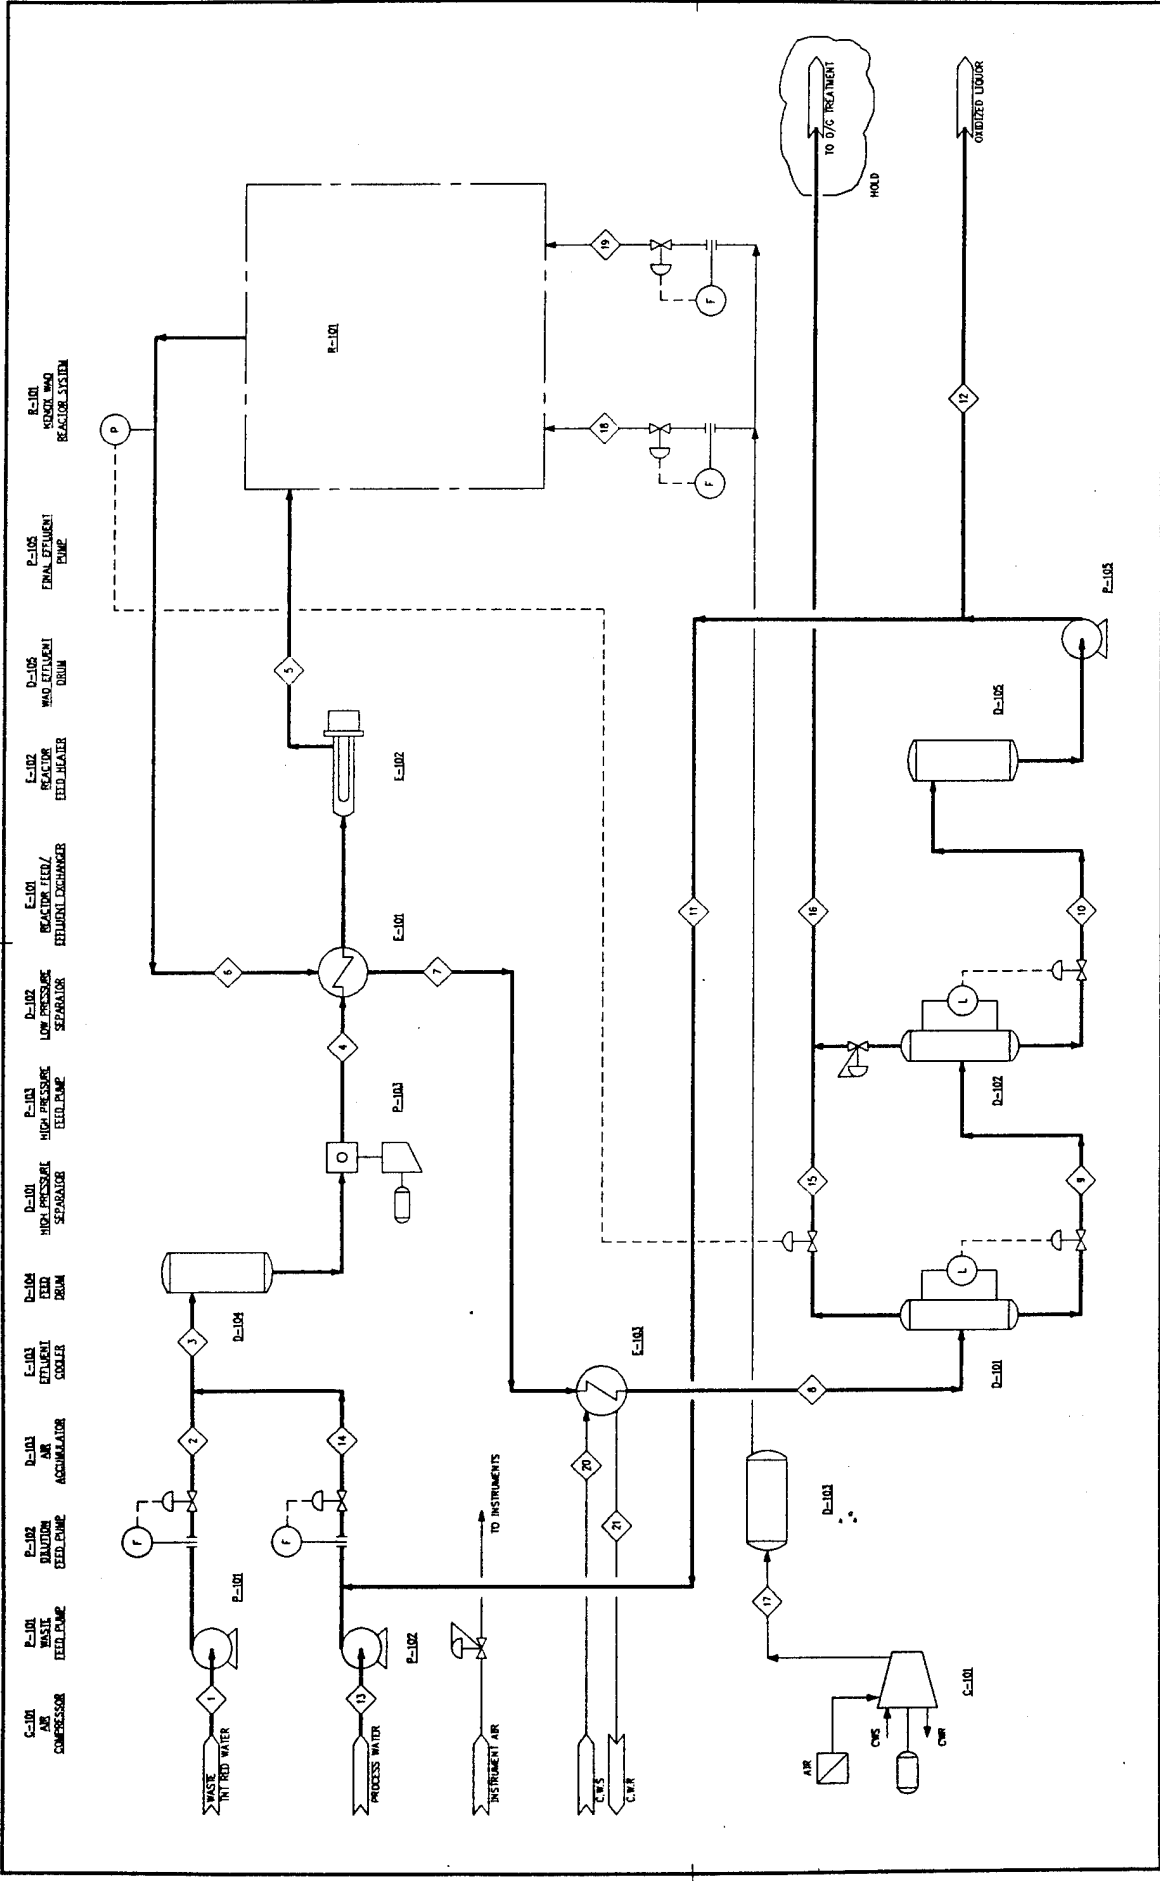 C-101
AIR
COMPRESSOR
P-101
WASTE
FEED PUMP
P-102
DILUTION
FEED PUMP
D-103
AIR
ACCUMULATOR
E-103
EFFLUENT
COOLER
D-104
FEED
DRUM
D-101
HIGH PRESSURE
SEPARATOR
P-103
HIGH PRESSURE
FEED PUMP
D-102
LOW PRESSURE
SEPARATOR
E-101
REACTOR FEED/
EFFLUENT EXCHANGER
E-102
REACTOR
FEED HEATER
D-105
WAO EFFLUENT
DRUM
P-105
FINAL EFFLUENT
PUMP
R-101
KENOX WAO
REACTOR SYSTEM
P
F
2
3
WASTE
TNT RED WATER
1
P-101
D-104
6
5
R-101
F
14
4
E-101
E-102
PROCESS WATER
13
P-102
P-103
7
INSTRUMENT AIR
TO INSTRUMENTS
C.W.S
20
C.W.R
21
E-103
18
19
F
F
11
17
D-103
AIR
CWS
CWR
C-101
8
15
16
TO O/G TREATMENT
HOLD
L
D-101
9
L
D-102
10
D-105
P-105
12
OXIDIZED LIQUOR